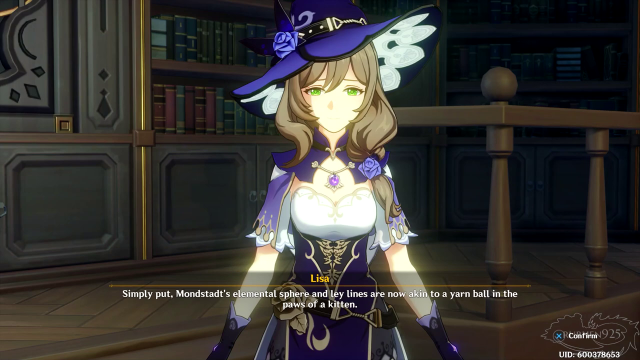 Lisa
Simply put, Mondstadt's elemental sphere and ley lines are now akin to a yarn ball in the
paws of a kitten.
Confirm
UID: 600378653